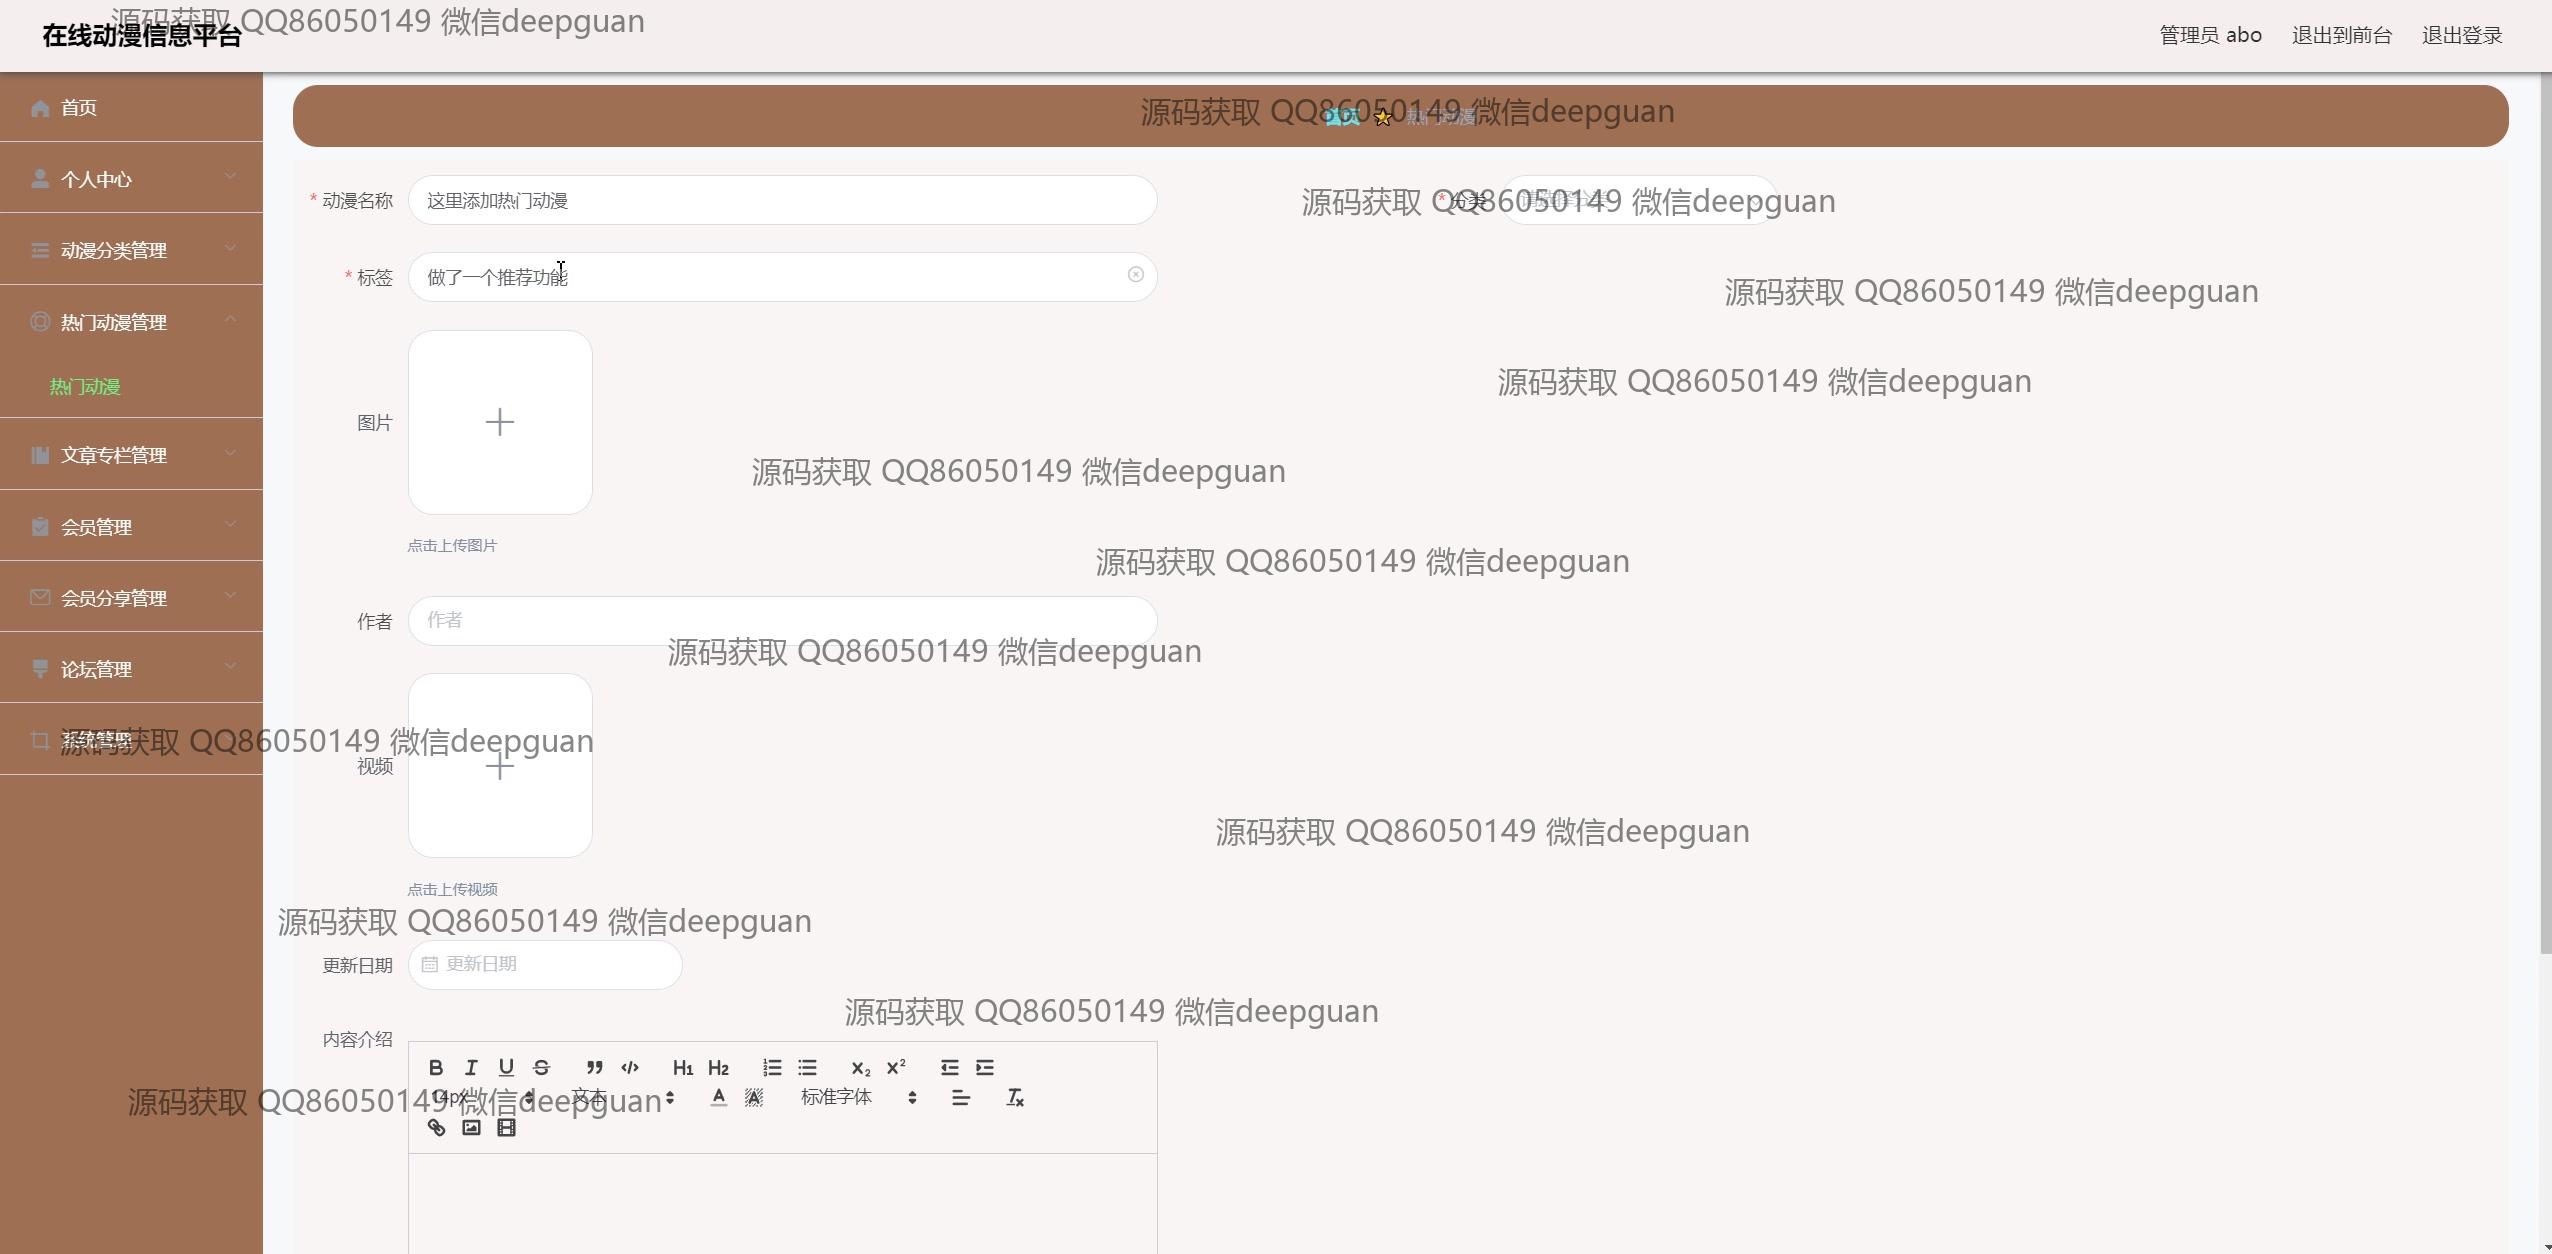 源码获取 QQ86050149 微信deepguan
在线动漫信息平台
管理员 abo
退出到前台
退出登录
首页
个人中心
动漫分类管理
热门动漫管理
热门动漫
文章专栏管理
会员管理
会员分享管理
论坛管理
系统管理
源码获取 QQ86050149 微信deepguan
首页
热门动漫
* 动漫名称
这里添加热门动漫
* 分类
请选择分类
源码获取 QQ86050149 微信deepguan
* 标签
做了一个推荐功能
源码获取 QQ86050149 微信deepguan
源码获取 QQ86050149 微信deepguan
图片
源码获取 QQ86050149 微信deepguan
点击上传图片
源码获取 QQ86050149 微信deepguan
作者
作者
源码获取 QQ86050149 微信deepguan
源码获取 QQ86050149 微信deepguan
视频
源码获取 QQ86050149 微信deepguan
点击上传视频
源码获取 QQ86050149 微信deepguan
更新日期
更新日期
源码获取 QQ86050149 微信deepguan
内容介绍
B I U S H1 H2 X2 X2
14px 文本 A A 标准字体
源码获取 QQ86050149 微信deepguan